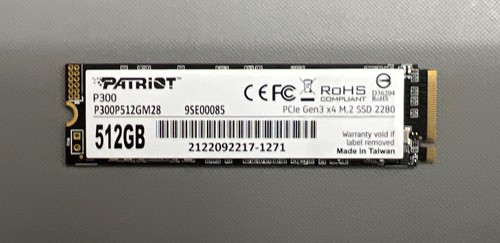 PATRIOT
P300
P300P512GM28 9SE00085
512GB
2122092217-1271
CE FC RoHS
COMPLIANT
D36204
RoHS
PCIe Gen3 x4 M.2 SSD 2280
Warranty void if
label removed
Made in Taiwan